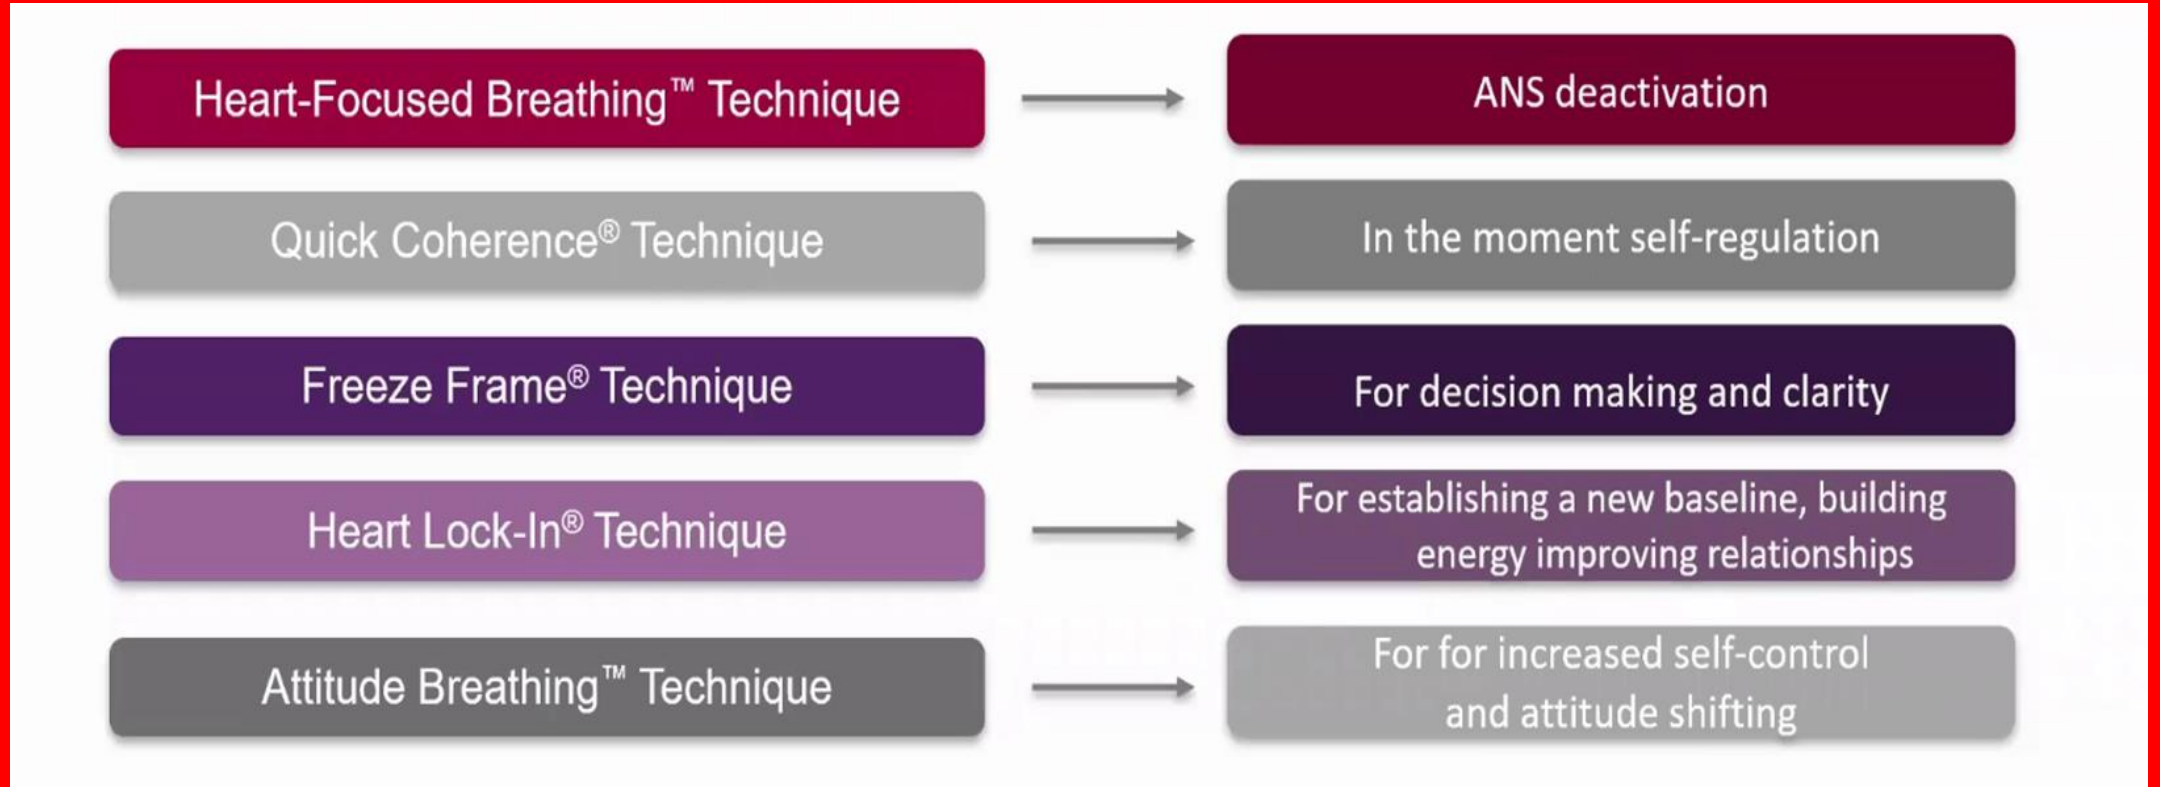 Heart-Focused Breathing™ Technique
ANS deactivation
Quick Coherence® Technique
In the moment self-regulation
Freeze Frame® Technique
For decision making and clarity
Heart Lock-In® Technique
For establishing a new baseline, building
energy improving relationships
Attitude Breathing™ Technique
For for increased self-control
and attitude shifting